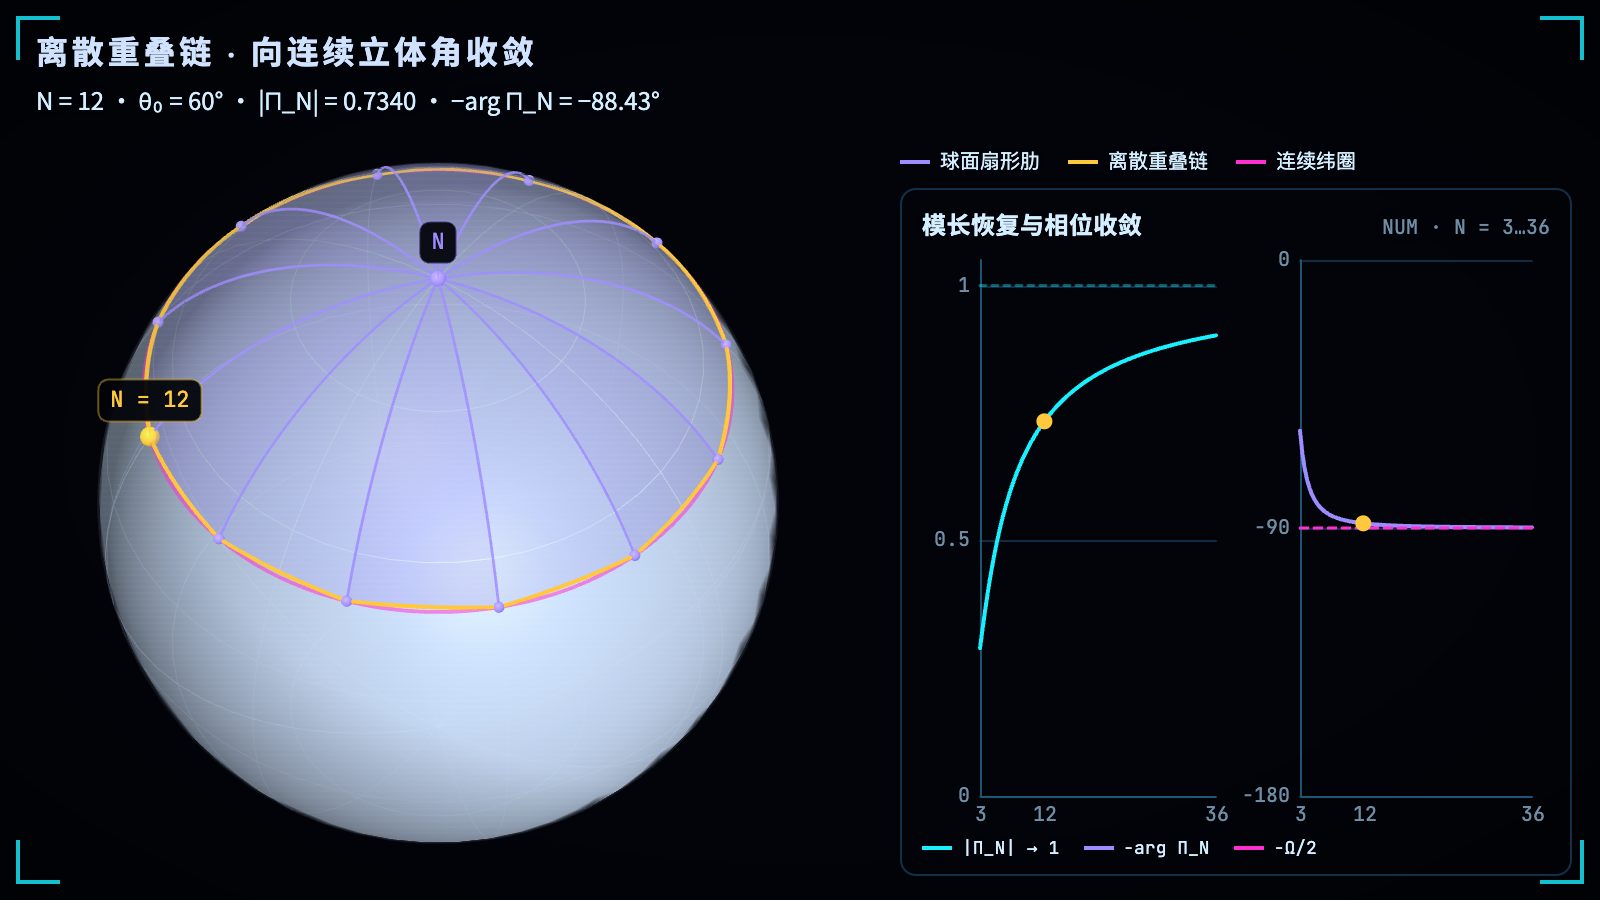 离散重叠链 · 向连续立体角收敛
N = 12 • θ₀ = 60° • |Π_N| = 0.7340 • −arg Π_N = −88.43°
N
N = 12
球面扇形肋 离散重叠链 连续纬圈
模长恢复与相位收敛 NUM · N = 3…36
1
0.5
0
3 12 36
0
-90
-180
3 12 36
|Π_N| → 1 -arg Π_N -Ω/2